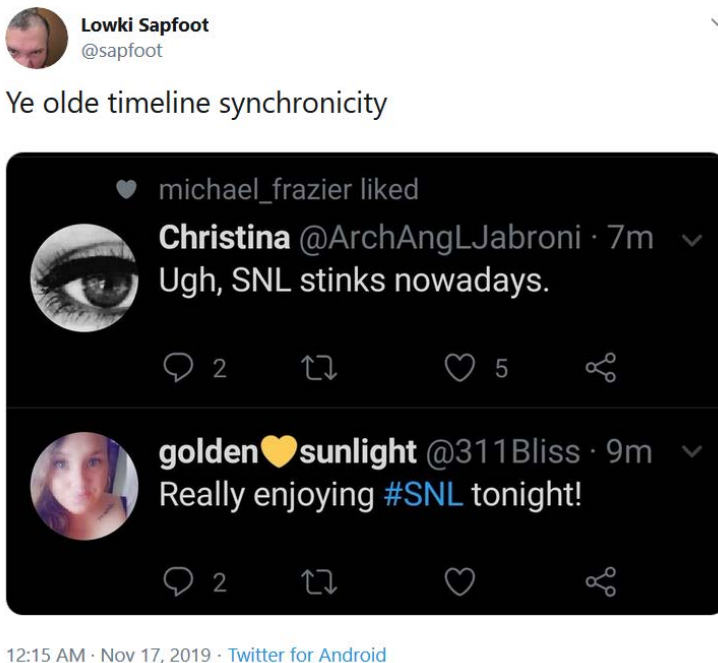 Lowki Sapfoot
@sapfoot
Ye olde timeline synchronicity
michael_frazier liked
Christina @ArchAngLJabroni · 7m
Ugh, SNL stinks nowadays.
2 5
golden💛sunlight @311Bliss · 9m
Really enjoying #SNL tonight!
2
12:15 AM · Nov 17, 2019 · Twitter for Android